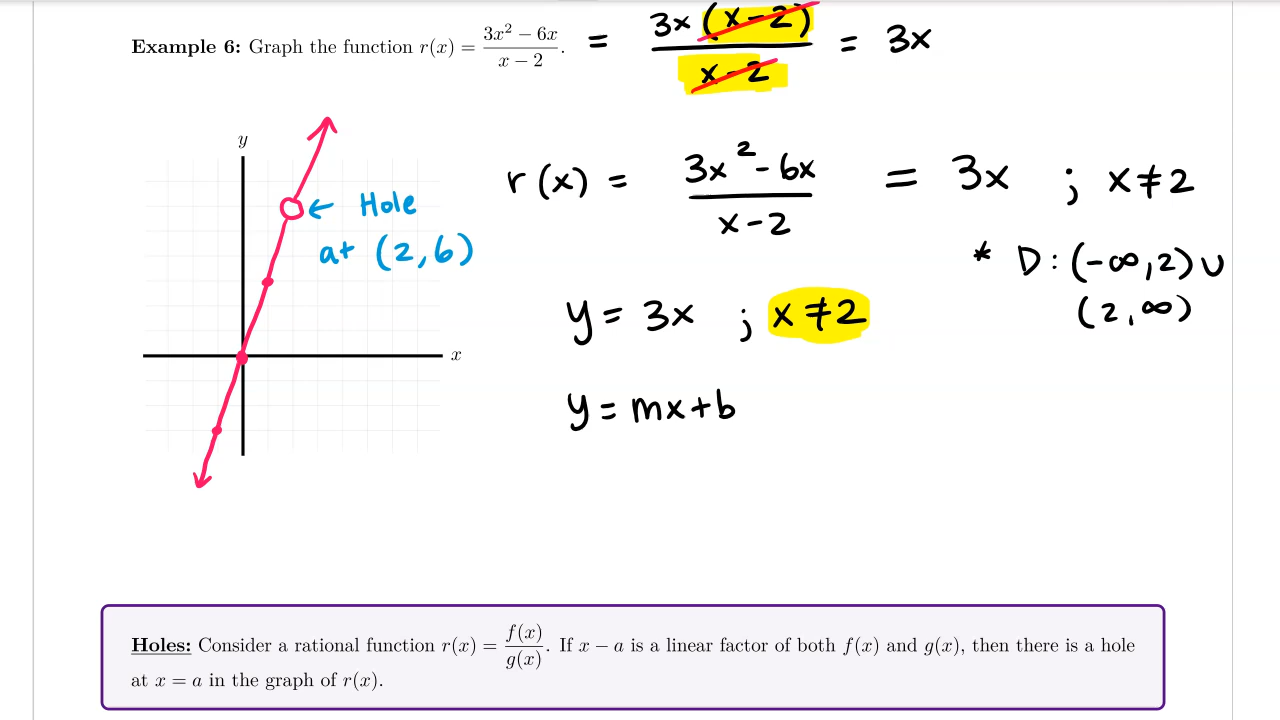 Example 6: Graph the function r(x) = (3x² − 6x)/(x − 2). = (3x(x-2))/(x-2) = 3x
y
← Hole
at (2,6)
x
r(x) = (3x² - 6x)/(x-2) = 3x ; x≠2
* D: (-∞,2) ∪
(2,∞)
y = 3x ; x≠2
y = mx+b
Holes: Consider a rational function r(x) = f(x)/g(x). If x − a is a linear factor of both f(x) and g(x), then there is a hole
at x = a in the graph of r(x).